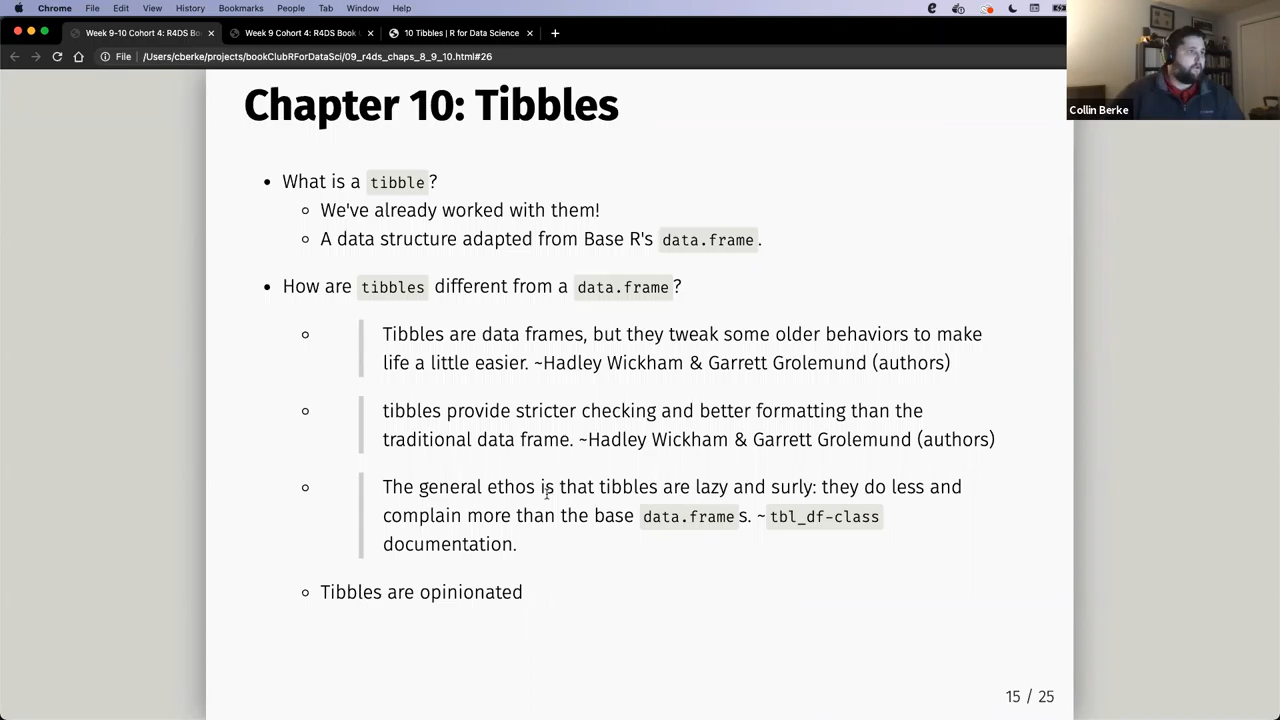 Chrome File Edit View History Bookmarks People Tab Window Help
Week 9-10 Cohort 4: R4DS Bo × Week 9 Cohort 4: R4DS Book × 10 Tibbles | R for Data Science × +
File | /Users/cberke/projects/bookClubRForDataSci/09_r4ds_chaps_8_9_10.html#26
Collin Berke
Chapter 10: Tibbles
• What is a tibble?
We've already worked with them!
A data structure adapted from Base R's data.frame.
• How are tibbles different from a data.frame?
Tibbles are data frames, but they tweak some older behaviors to make
life a little easier. ~Hadley Wickham & Garrett Grolemund (authors)
tibbles provide stricter checking and better formatting than the
traditional data frame. ~Hadley Wickham & Garrett Grolemund (authors)
The general ethos is that tibbles are lazy and surly: they do less and
complain more than the base data.frames. ~tbl_df-class
documentation.
Tibbles are opinionated
15 / 25